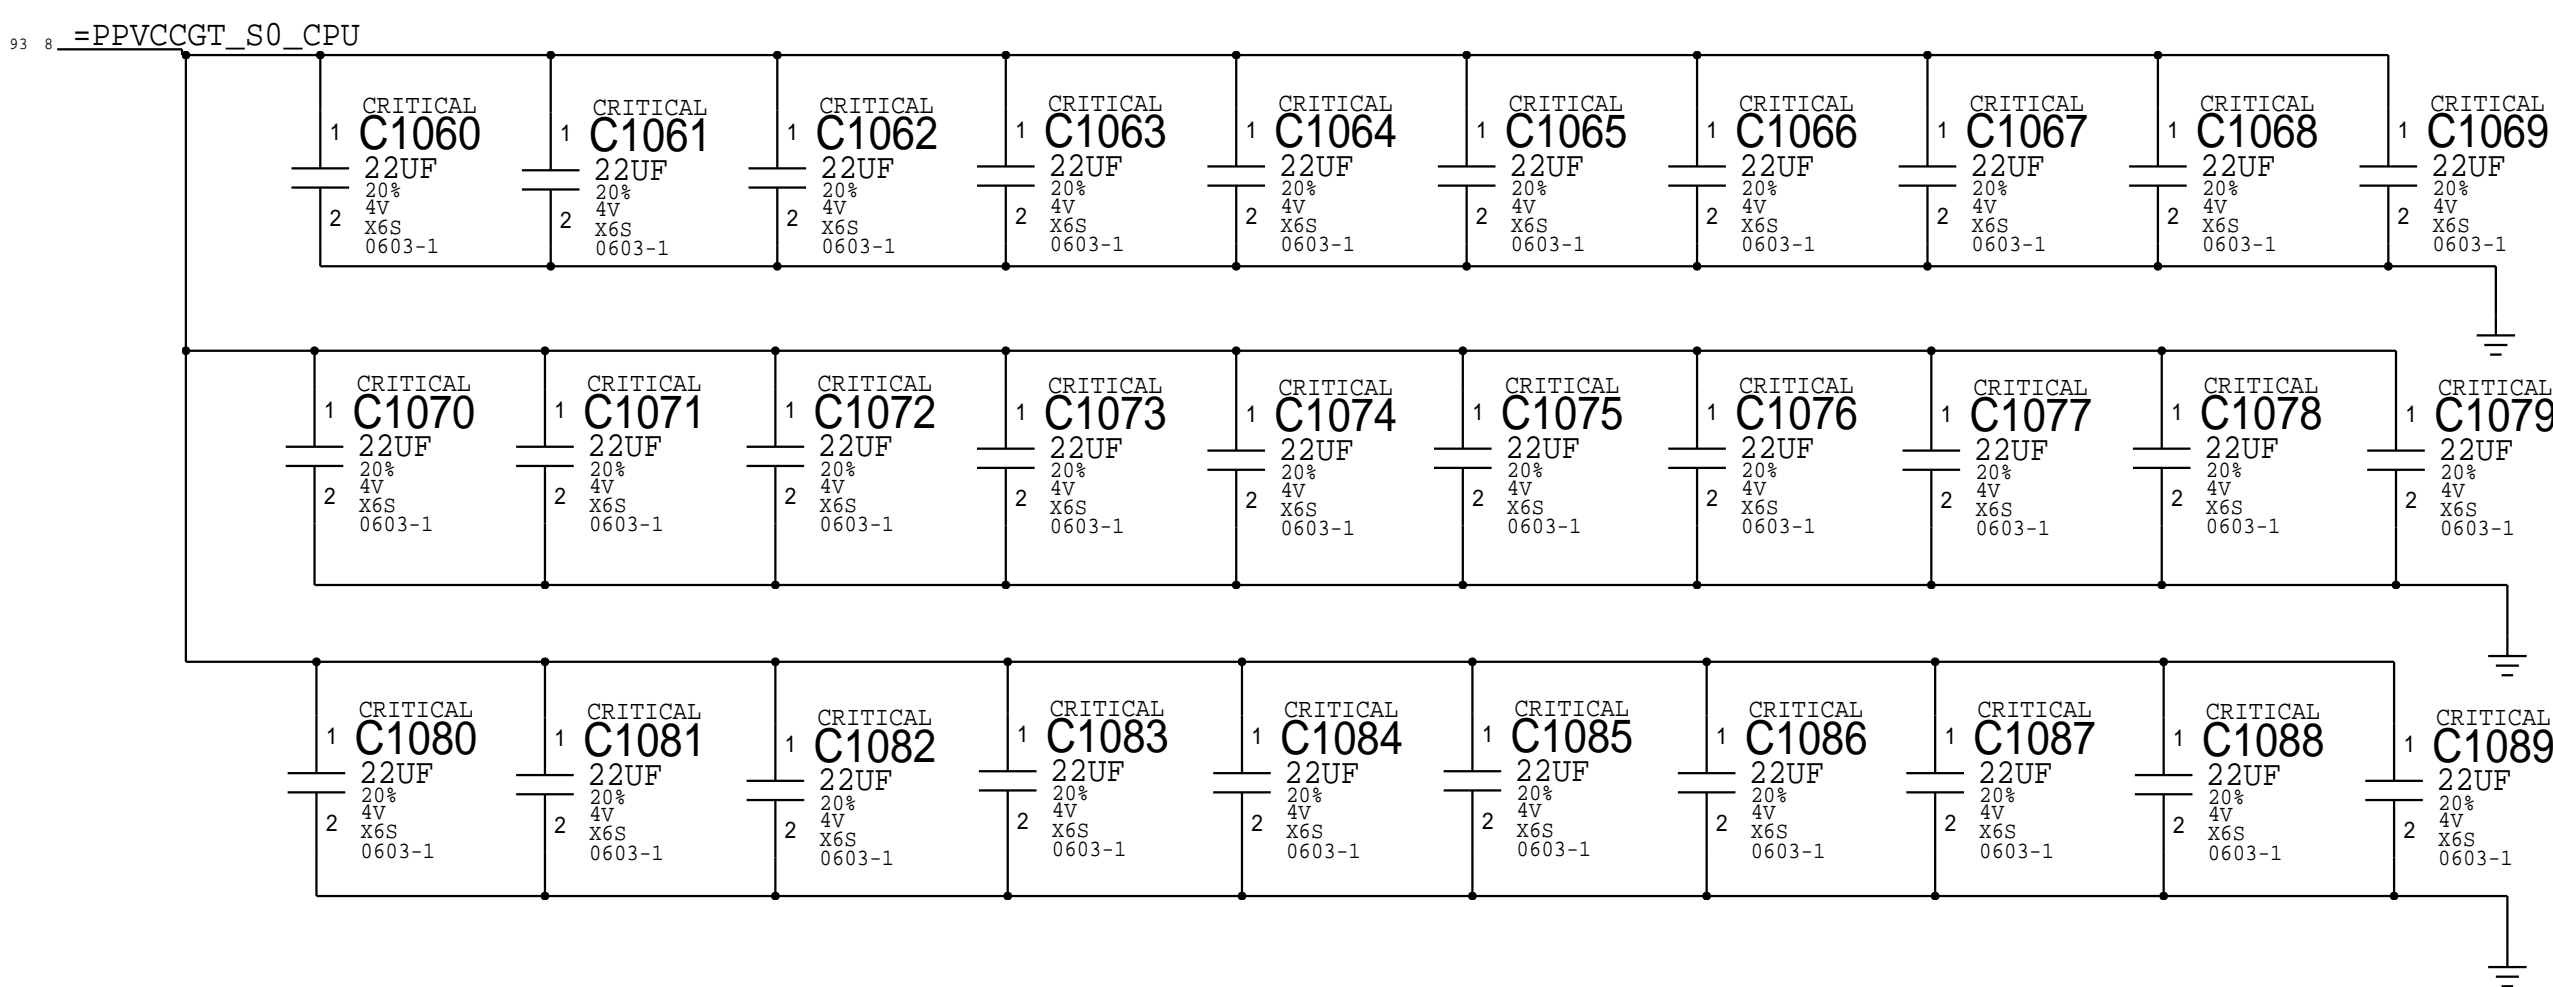 93 8 =PPVCCGT_S0_CPU
CRITICAL
1 C1060
22UF
20%
4V
2 X6S
0603-1
CRITICAL
1 C1061
22UF
20%
4V
2 X6S
0603-1
CRITICAL
1 C1062
22UF
20%
4V
2 X6S
0603-1
CRITICAL
1 C1063
22UF
20%
4V
2 X6S
0603-1
CRITICAL
1 C1064
22UF
20%
4V
2 X6S
0603-1
CRITICAL
1 C1065
22UF
20%
4V
2 X6S
0603-1
CRITICAL
1 C1066
22UF
20%
4V
2 X6S
0603-1
CRITICAL
1 C1067
22UF
20%
4V
2 X6S
0603-1
CRITICAL
1 C1068
22UF
20%
4V
2 X6S
0603-1
CRITICAL
1 C1069
22UF
20%
4V
2 X6S
0603-1
CRITICAL
1 C1070
22UF
20%
4V
2 X6S
0603-1
CRITICAL
1 C1071
22UF
20%
4V
2 X6S
0603-1
CRITICAL
1 C1072
22UF
20%
4V
2 X6S
0603-1
CRITICAL
1 C1073
22UF
20%
4V
2 X6S
0603-1
CRITICAL
1 C1074
22UF
20%
4V
2 X6S
0603-1
CRITICAL
1 C1075
22UF
20%
4V
2 X6S
0603-1
CRITICAL
1 C1076
22UF
20%
4V
2 X6S
0603-1
CRITICAL
1 C1077
22UF
20%
4V
2 X6S
0603-1
CRITICAL
1 C1078
22UF
20%
4V
2 X6S
0603-1
CRITICAL
1 C1079
22UF
20%
4V
2 X6S
0603-1
CRITICAL
1 C1080
22UF
20%
4V
2 X6S
0603-1
CRITICAL
1 C1081
22UF
20%
4V
2 X6S
0603-1
CRITICAL
1 C1082
22UF
20%
4V
2 X6S
0603-1
CRITICAL
1 C1083
22UF
20%
4V
2 X6S
0603-1
CRITICAL
1 C1084
22UF
20%
4V
2 X6S
0603-1
CRITICAL
1 C1085
22UF
20%
4V
2 X6S
0603-1
CRITICAL
1 C1086
22UF
20%
4V
2 X6S
0603-1
CRITICAL
1 C1087
22UF
20%
4V
2 X6S
0603-1
CRITICAL
1 C1088
22UF
20%
4V
2 X6S
0603-1
CRITICAL
1 C1089
22UF
20%
4V
2 X6S
0603-1